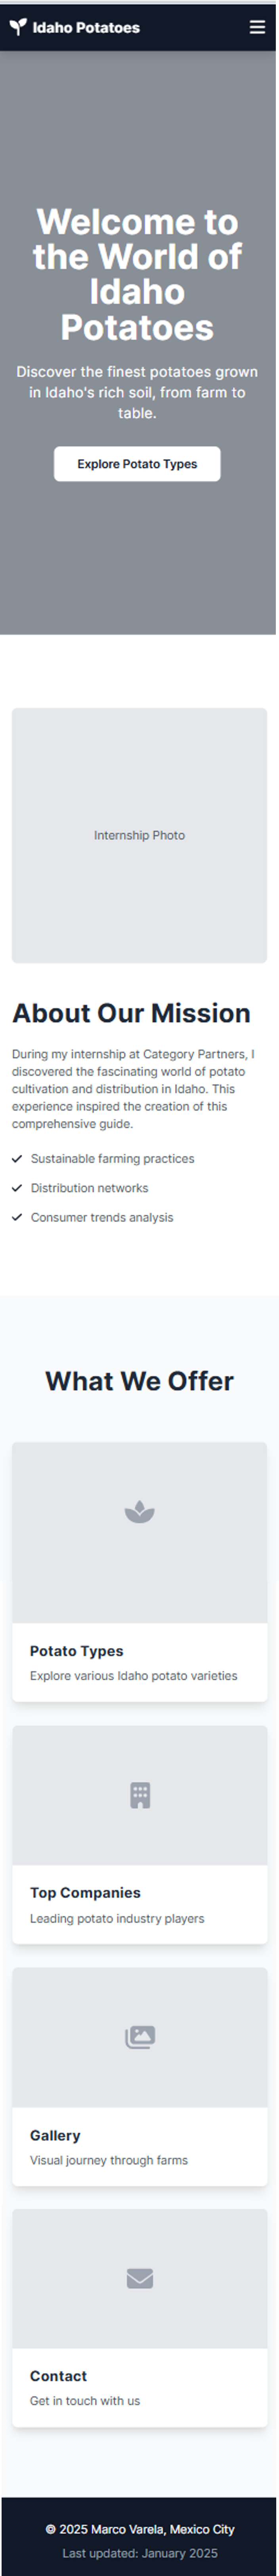 Idaho Potatoes
Welcome to
the World of
Idaho
Potatoes
Discover the finest potatoes grown
in Idaho's rich soil, from farm to
table.
Explore Potato Types
Internship Photo
About Our Mission
During my internship at Category Partners, I
discovered the fascinating world of potato
cultivation and distribution in Idaho. This
experience inspired the creation of this
comprehensive guide.
Sustainable farming practices
Distribution networks
Consumer trends analysis
What We Offer
Potato Types
Explore various Idaho potato varieties
Top Companies
Leading potato industry players
Gallery
Visual journey through farms
Contact
Get in touch with us
© 2025 Marco Varela, Mexico City
Last updated: January 2025